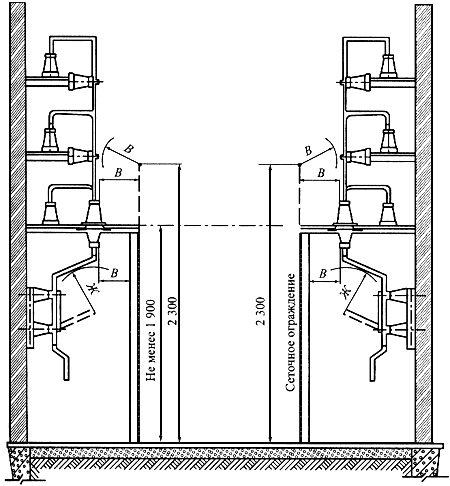 В
В
В
В
В
В
Ж
Ж
Не менее 1 900
2 300
2 300
Сеточное ограждение